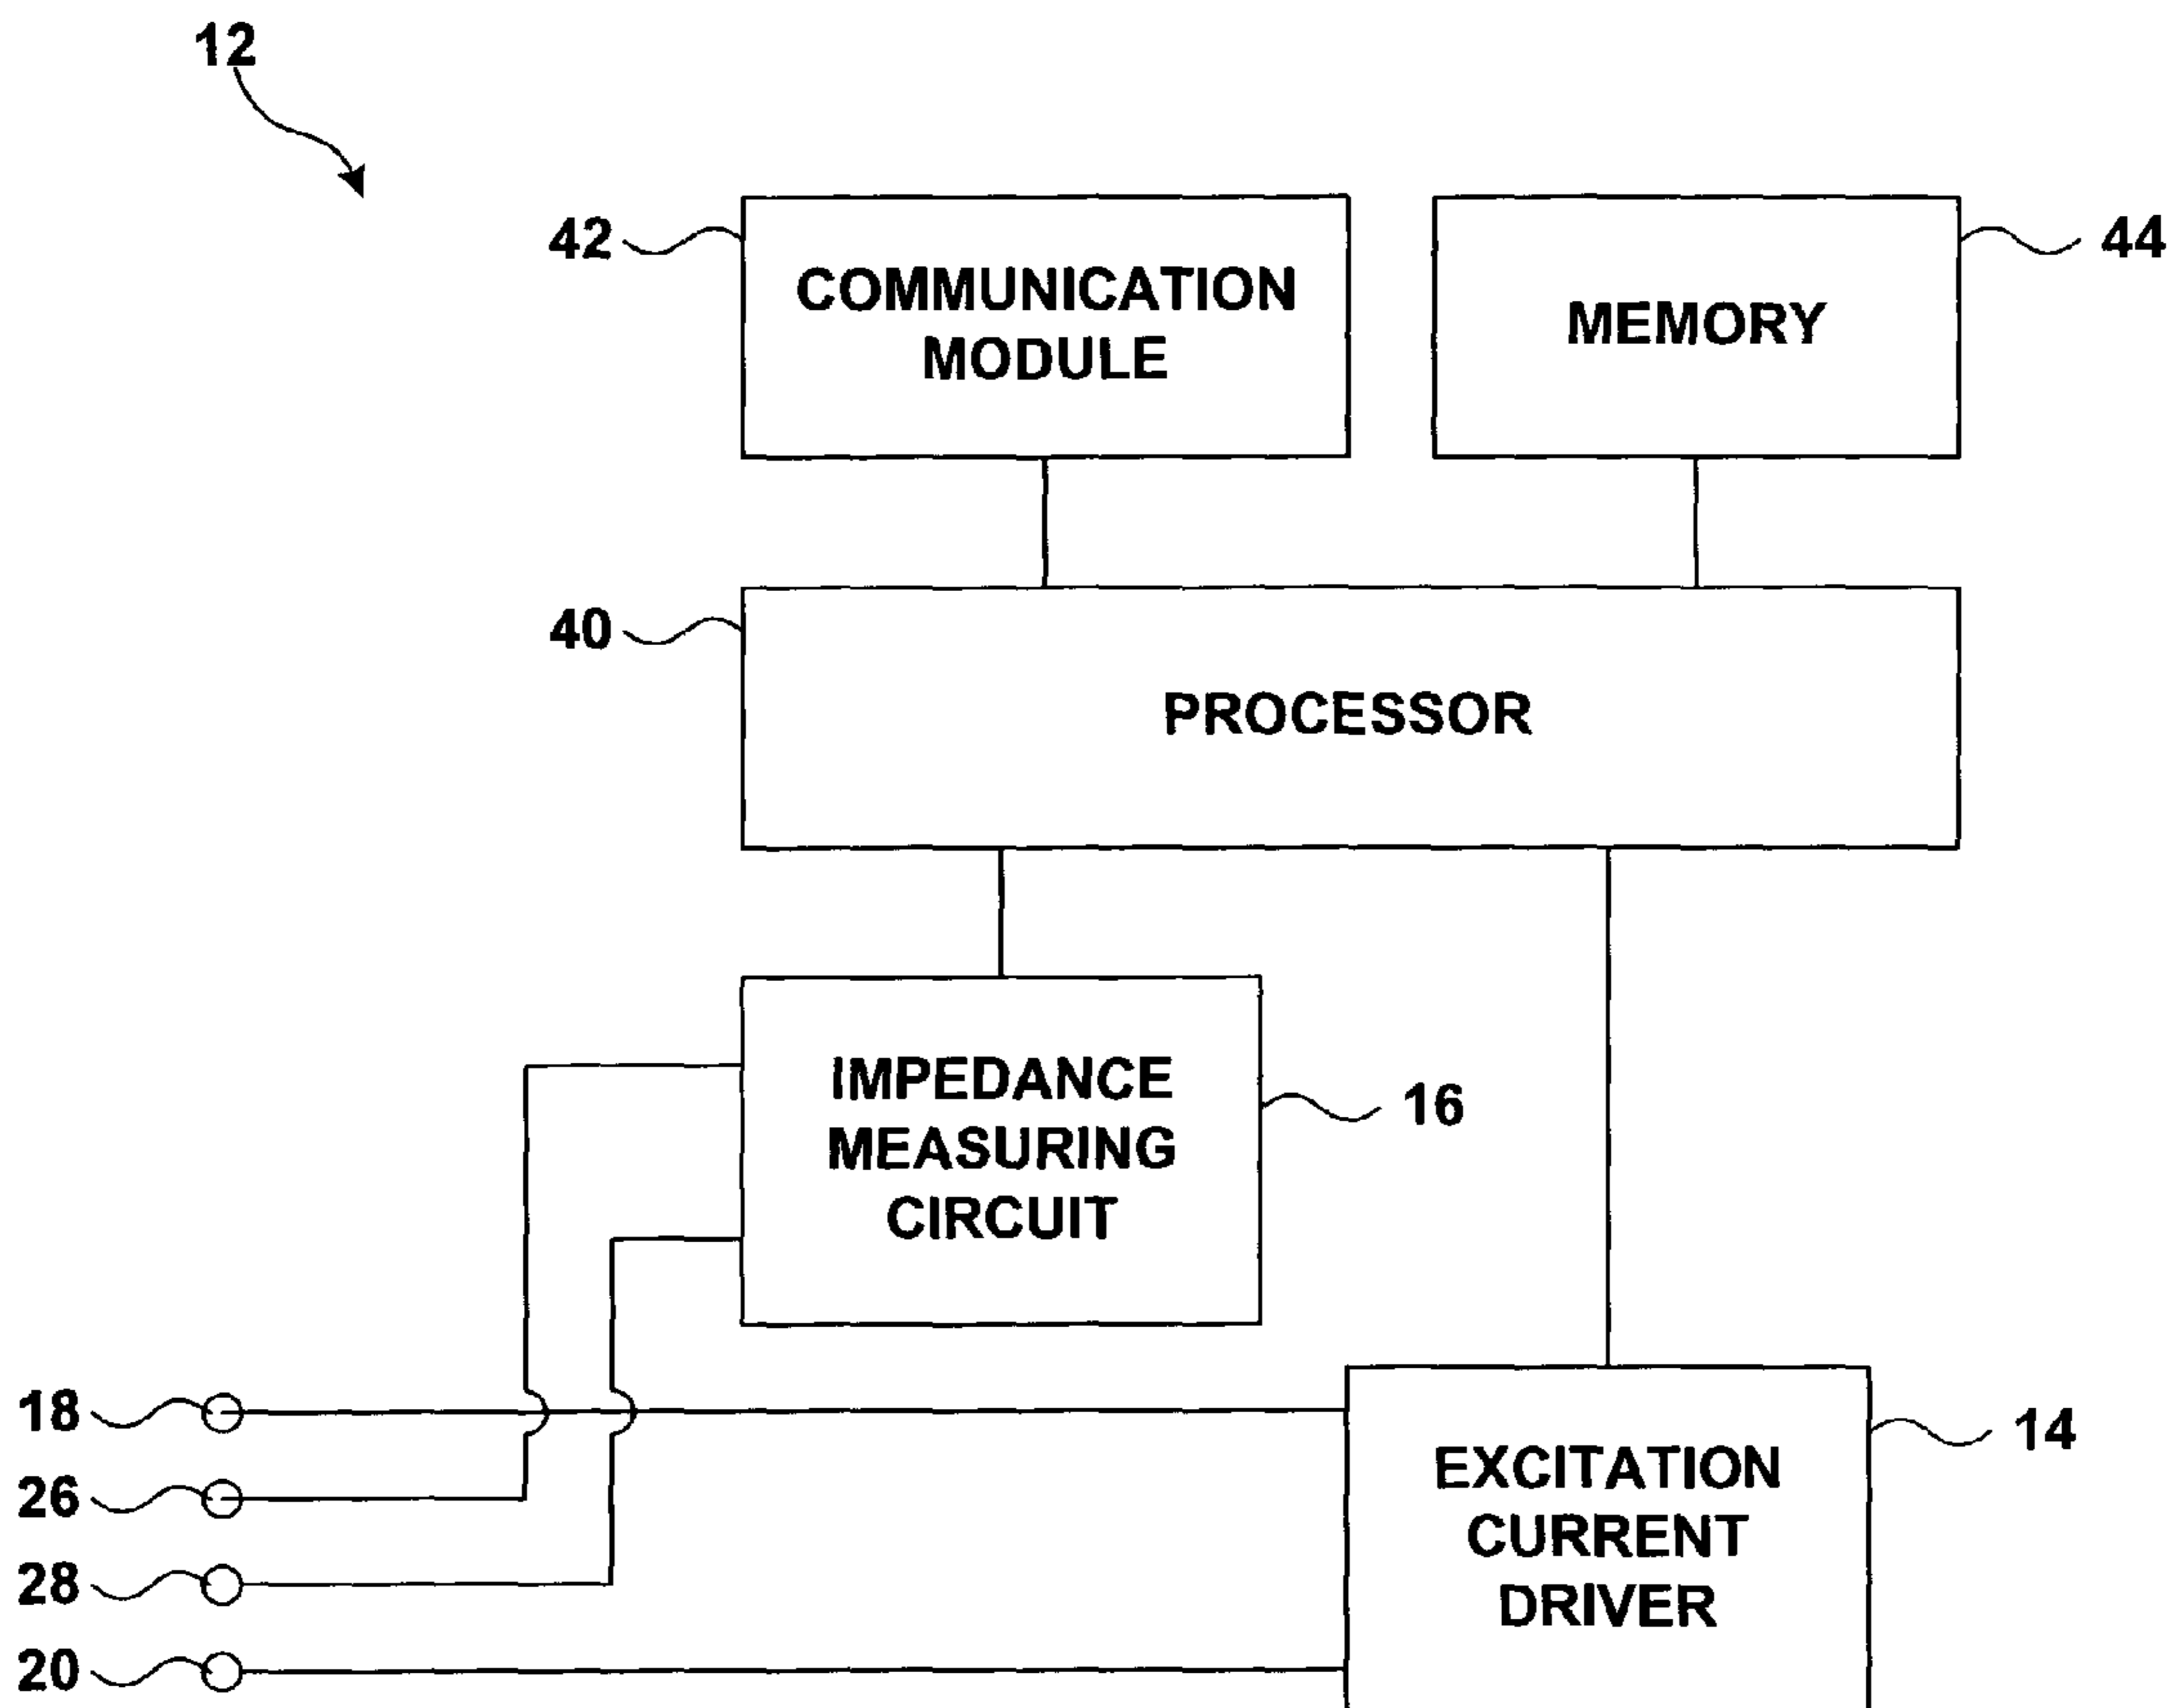 12
42
COMMUNICATION
MODULE
MEMORY
44
40
PROCESSOR
IMPEDANCE
MEASURING
CIRCUIT
16
18
26
28
20
EXCITATION
CURRENT
DRIVER
14